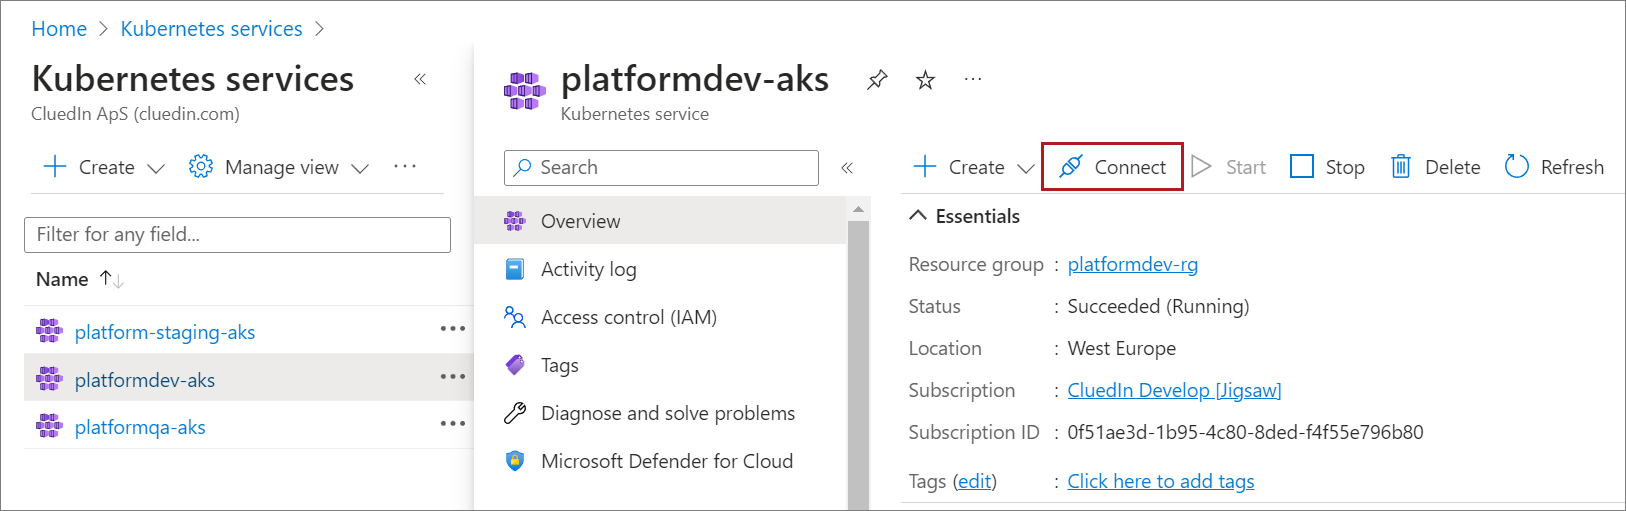 Home > Kubernetes services >
Kubernetes services «
CluedIn ApS (cluedin.com)
Create Manage view ...
Filter for any field...
Name ↑↓
platform-staging-aks ...
platformdev-aks ...
platformqa-aks ...
platformdev-aks ...
Kubernetes service
Search «
Overview
Activity log
Access control (IAM)
Tags
Diagnose and solve problems
Microsoft Defender for Cloud
Create Connect Start Stop Delete Refresh
Essentials
Resource group : platformdev-rg
Status : Succeeded (Running)
Location : West Europe
Subscription : CluedIn Develop [Jigsaw]
Subscription ID : 0f51ae3d-1b95-4c80-8ded-f4f55e796b80
Tags (edit) : Click here to add tags